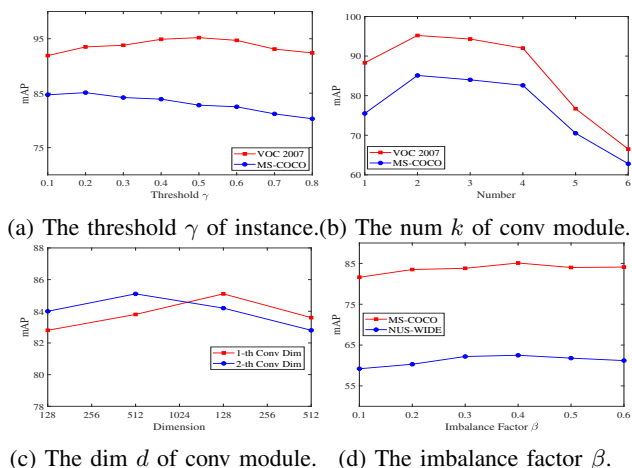 95
85
75
mAP
VOC 2007
MS-COCO
0.1 0.2 0.3 0.4 0.5 0.6 0.7 0.8
Threshold γ
(a) The threshold γ of instance.
100
90
80
70
60
mAP
VOC 2007
MS-COCO
1 2 3 4 5 6
Number
(b) The num k of conv module.
88
86
84
82
80
78
mAP
1-th Conv Dim
2-th Conv Dim
128 256 512 1024 128 256 512
Dimension
(c) The dim d of conv module.
95
85
75
65
55
mAP
MS-COCO
NUS-WIDE
0.1 0.2 0.3 0.4 0.5 0.6
Imbalance Factor β
(d) The imbalance factor β.